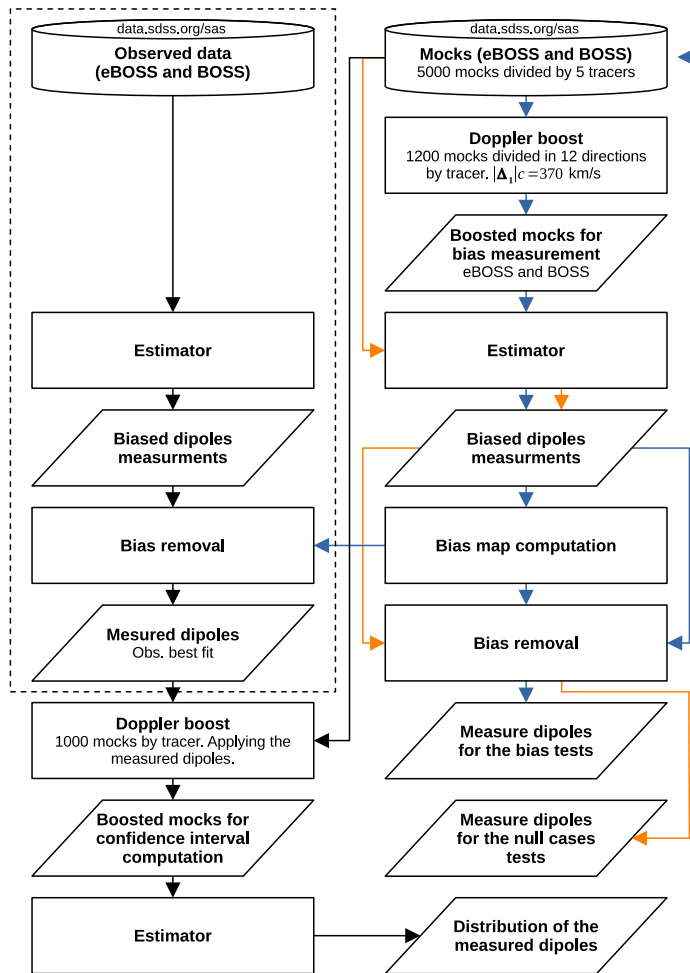 data.sdss.org/sas
Observed data
(eBOSS and BOSS)
Estimator
Biased dipoles
measurments
Bias removal
Mesured dipoles
Obs. best fit
Doppler boost
1000 mocks by tracer. Applying the
measured dipoles.
Boosted mocks for
confidence interval
computation
Estimator
data.sdss.org/sas
Mocks (eBOSS and BOSS)
5000 mocks divided by 5 tracers
Doppler boost
1200 mocks divided in 12 directions
by tracer. |Δ₁|c=370 km/s
Boosted mocks for
bias measurement
eBOSS and BOSS
Estimator
Biased dipoles
measurments
Bias map computation
Bias removal
Measure dipoles
for the bias tests
Measure dipoles
for the null cases
tests
Distribution of the
measured dipoles